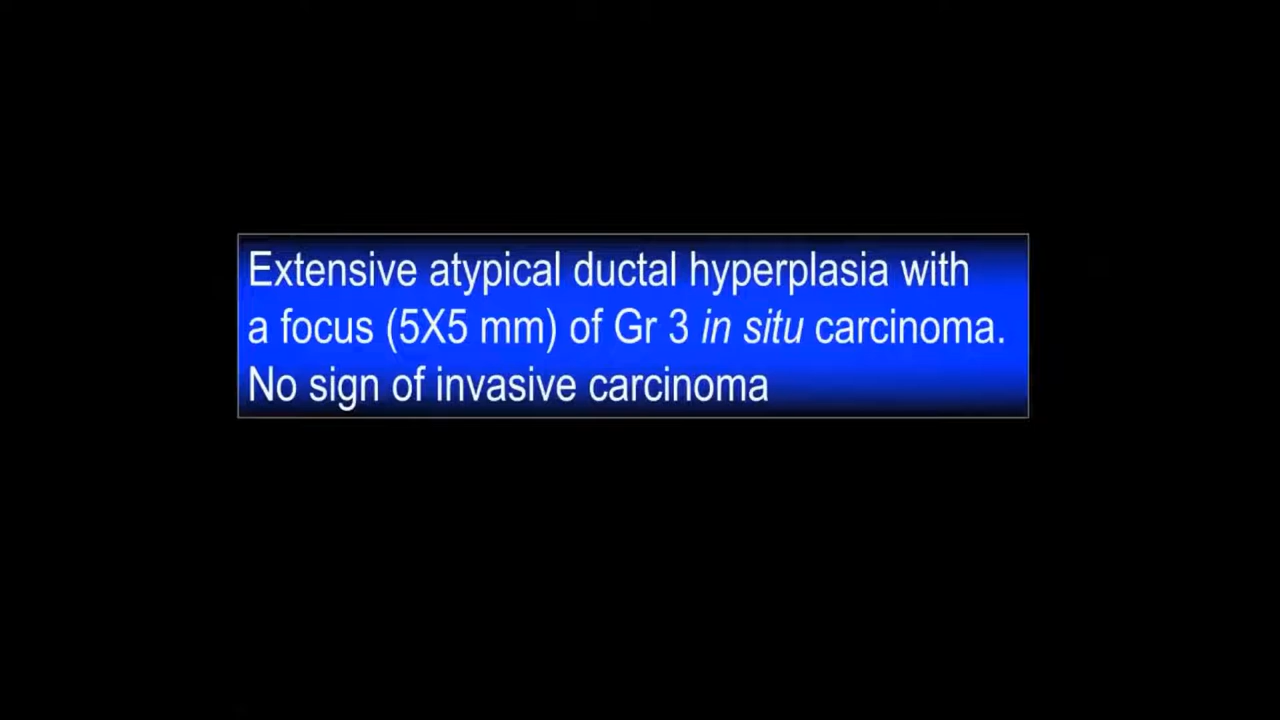 Extensive atypical ductal hyperplasia with
a focus (5X5 mm) of Gr 3 in situ carcinoma.
No sign of invasive carcinoma